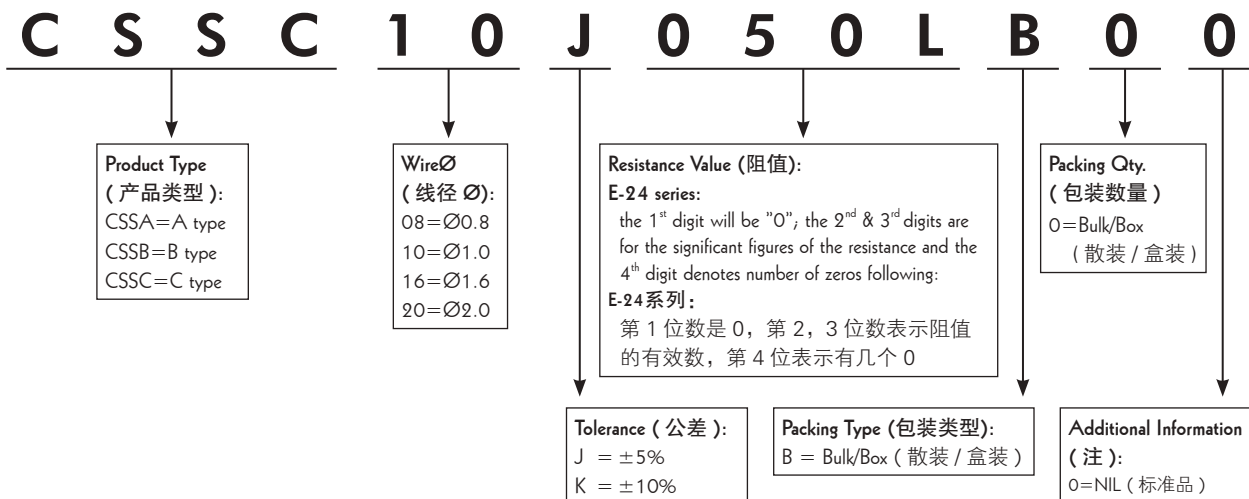 C S S C 1 0 J 0 5 0 L B 0 0
Product Type
( 产品类型 ):
CSSA=A type
CSSB=B type
CSSC=C type
WireØ
( 线径 Ø):
08=Ø0.8
10=Ø1.0
16=Ø1.6
20=Ø2.0
Resistance Value (阻值):
E-24 series:
the 1st digit will be "0"; the 2nd & 3rd digits are
for the significant figures of the resistance and the
4th digit denotes number of zeros following:
E-24系列：
第 1 位数是 0，第 2，3 位数表示阻值
的有效数，第 4 位表示有几个 0
Packing Qty.
( 包装数量 )
0=Bulk/Box
( 散装 / 盒装 )
Tolerance ( 公差 ):
J = ±5%
K = ±10%
Packing Type (包装类型):
B = Bulk/Box ( 散装 / 盒装 )
Additional Information
( 注 ):
0=NIL ( 标准品 )